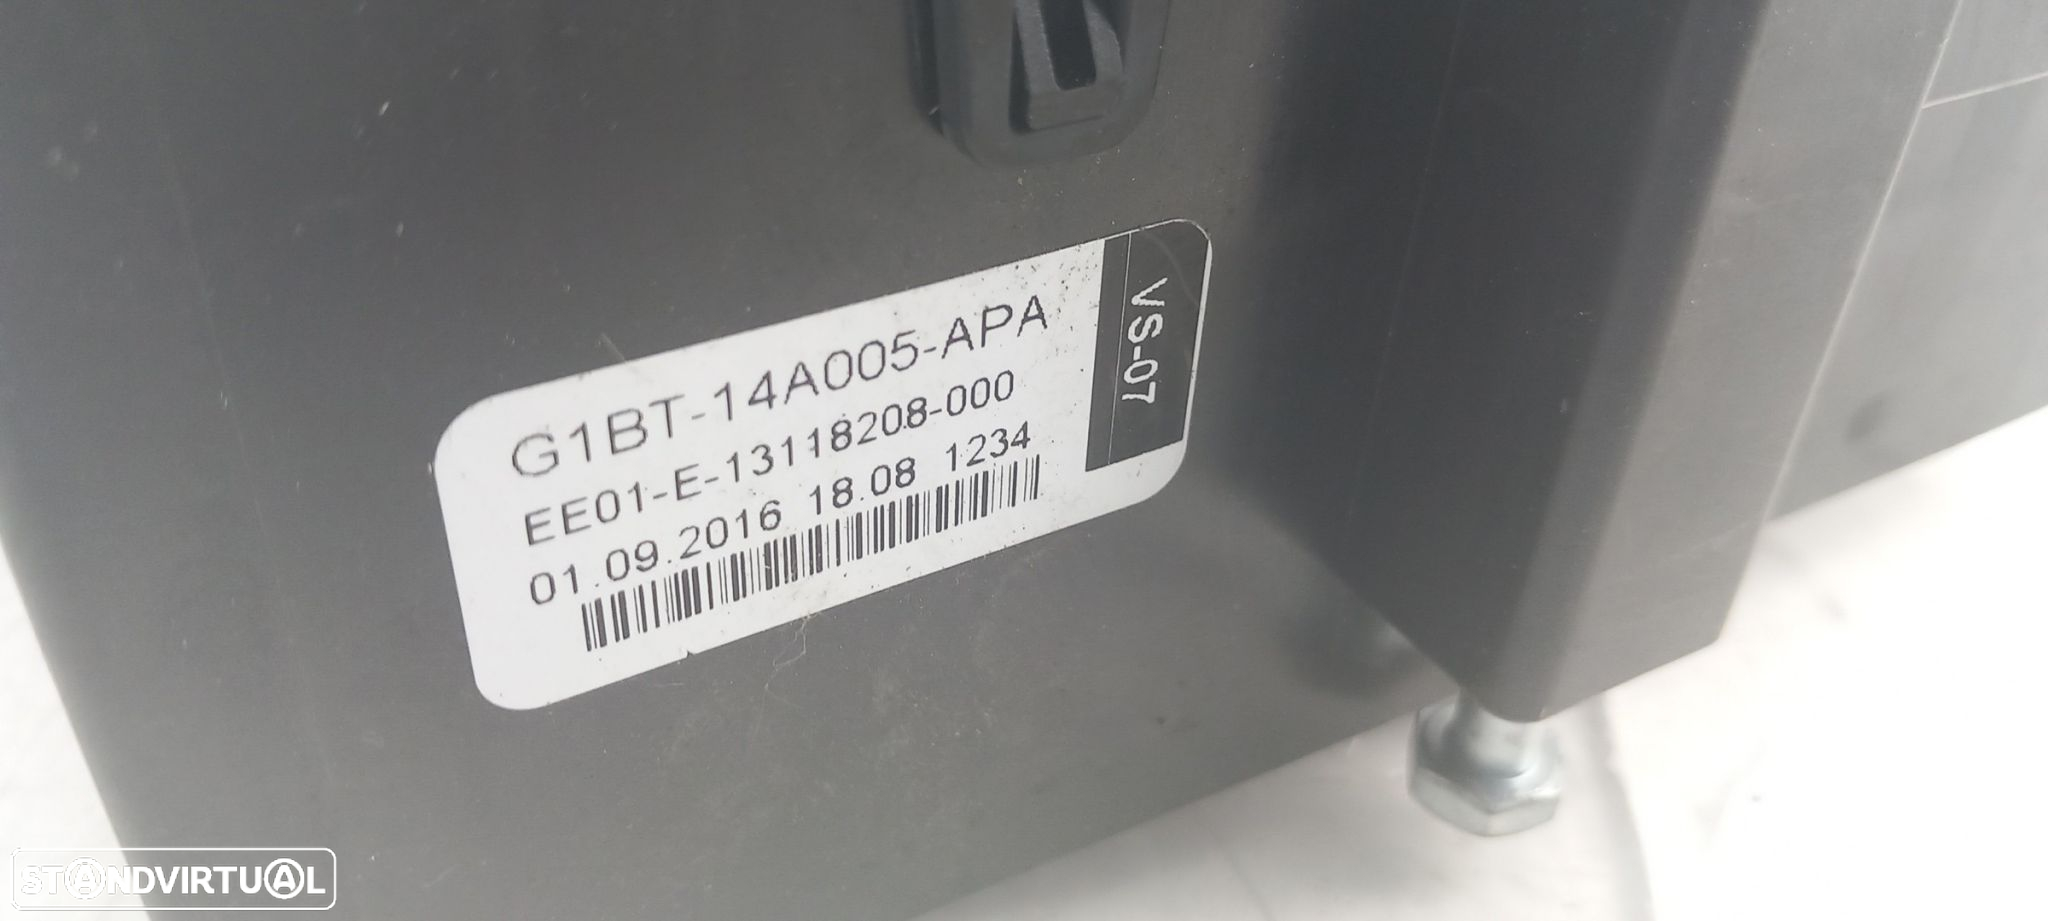 G1BT-14A005-APA
EE01-E-13118208-000
01.09.2016 18.08 1234
VS-07
STANDVIRTUAL